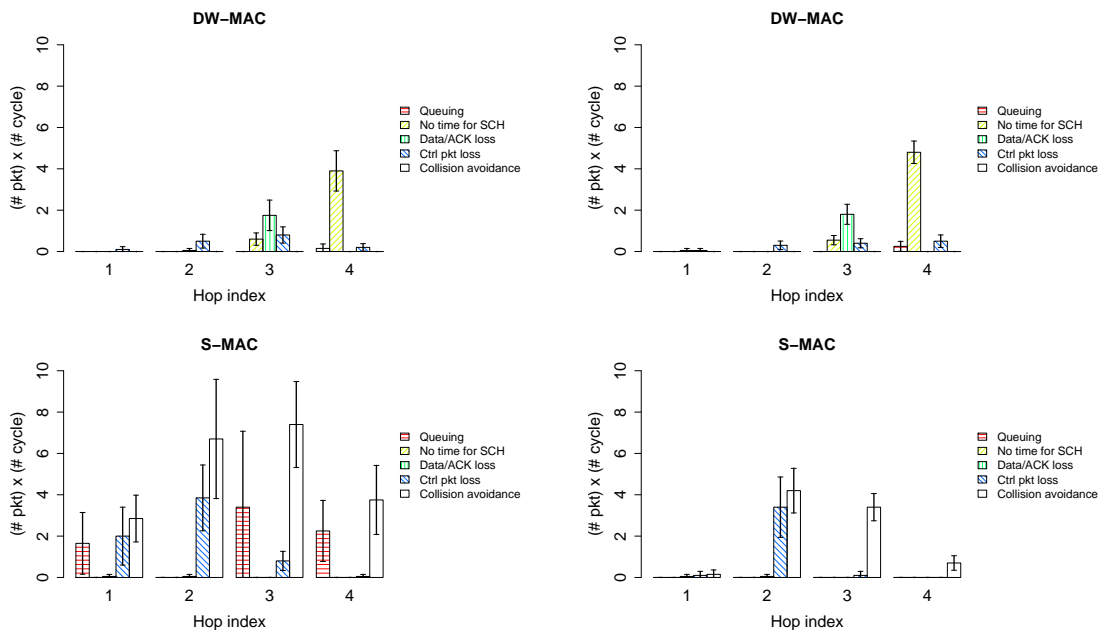 DW−MAC
(# pkt) x (# cycle)
10
8
6
4
2
0
Queuing
No time for SCH
Data/ACK loss
Ctrl pkt loss
Collision avoidance
1 2 3 4
Hop index
DW−MAC
(# pkt) x (# cycle)
10
8
6
4
2
0
Queuing
No time for SCH
Data/ACK loss
Ctrl pkt loss
Collision avoidance
1 2 3 4
Hop index
S−MAC
(# pkt) x (# cycle)
10
8
6
4
2
0
Queuing
No time for SCH
Data/ACK loss
Ctrl pkt loss
Collision avoidance
1 2 3 4
Hop index
S−MAC
(# pkt) x (# cycle)
10
8
6
4
2
0
Queuing
No time for SCH
Data/ACK loss
Ctrl pkt loss
Collision avoidance
1 2 3 4
Hop index